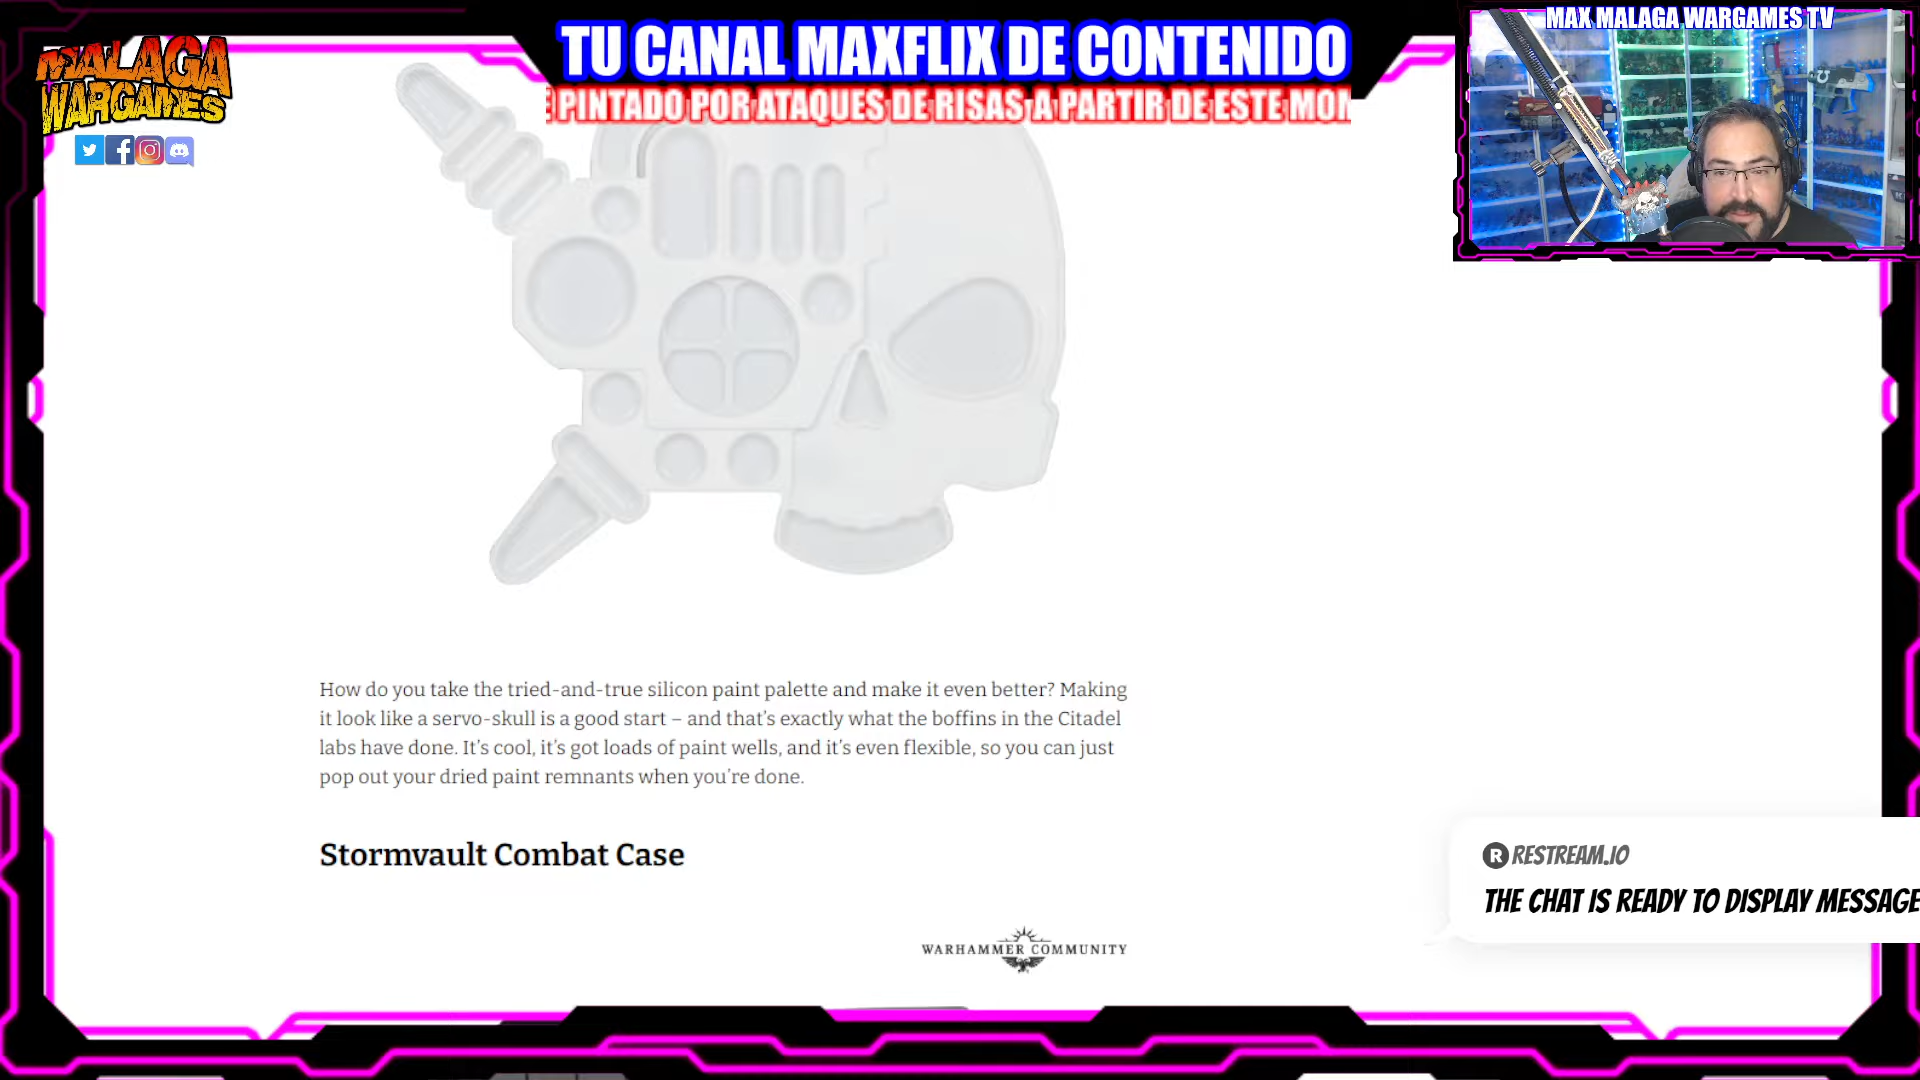 MALAGA
WARGAMES
TU CANAL MAXFLIX DE CONTENIDO
PINTADO POR ATAQUES DE RISAS A PARTIR DE ESTE
MAX MALAGA WARGAMES TV
How do you take the tried-and-true silicon paint palette and make it even better? Making
it look like a servo-skull is a good start – and that's exactly what the boffins in the Citadel
labs have done. It's cool, it's got loads of paint wells, and it's even flexible, so you can just
pop out your dried paint remnants when you're done.
Stormvault Combat Case
WARHAMMER COMMUNITY
R RESTREAM.IO
THE CHAT IS READY TO DISPLAY MESSAGE